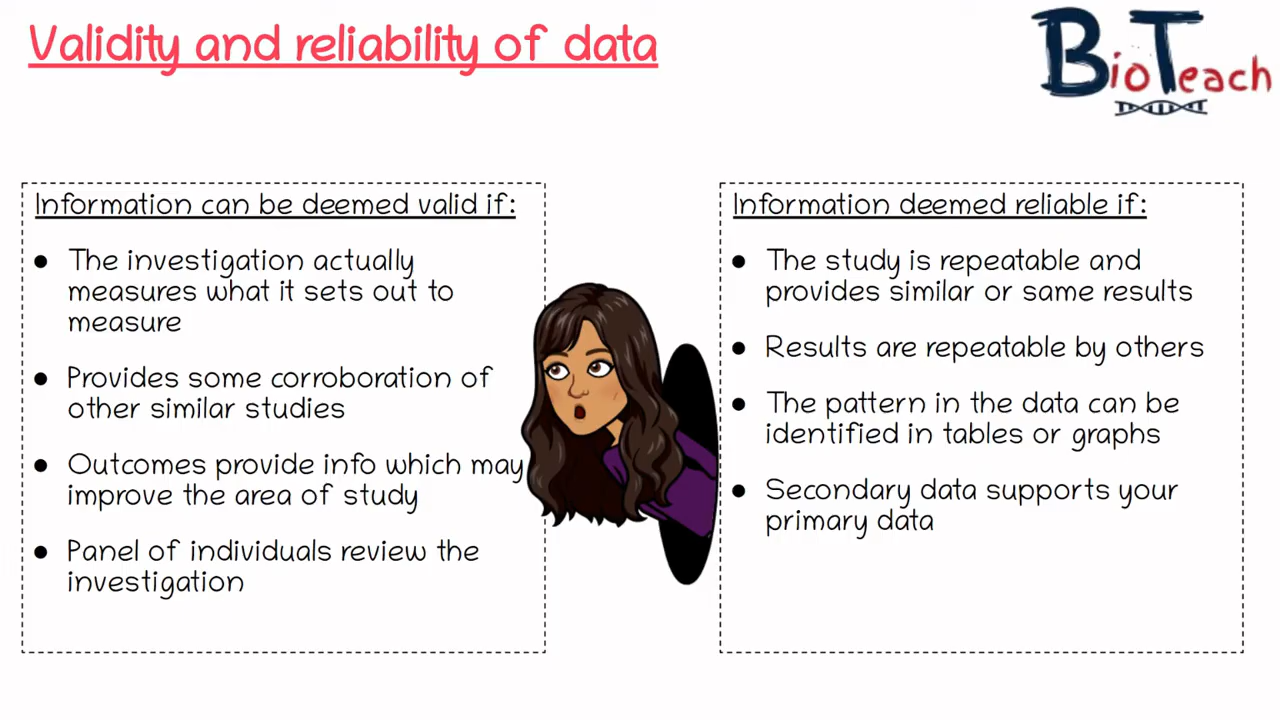 Validity and reliability of data
BioTeach
Information can be deemed valid if:
● The investigation actually
measures what it sets out to
measure
● Provides some corroboration of
other similar studies
● Outcomes provide info which may
improve the area of study
● Panel of individuals review the
investigation
Information deemed reliable if:
● The study is repeatable and
provides similar or same results
● Results are repeatable by others
● The pattern in the data can be
identified in tables or graphs
● Secondary data supports your
primary data